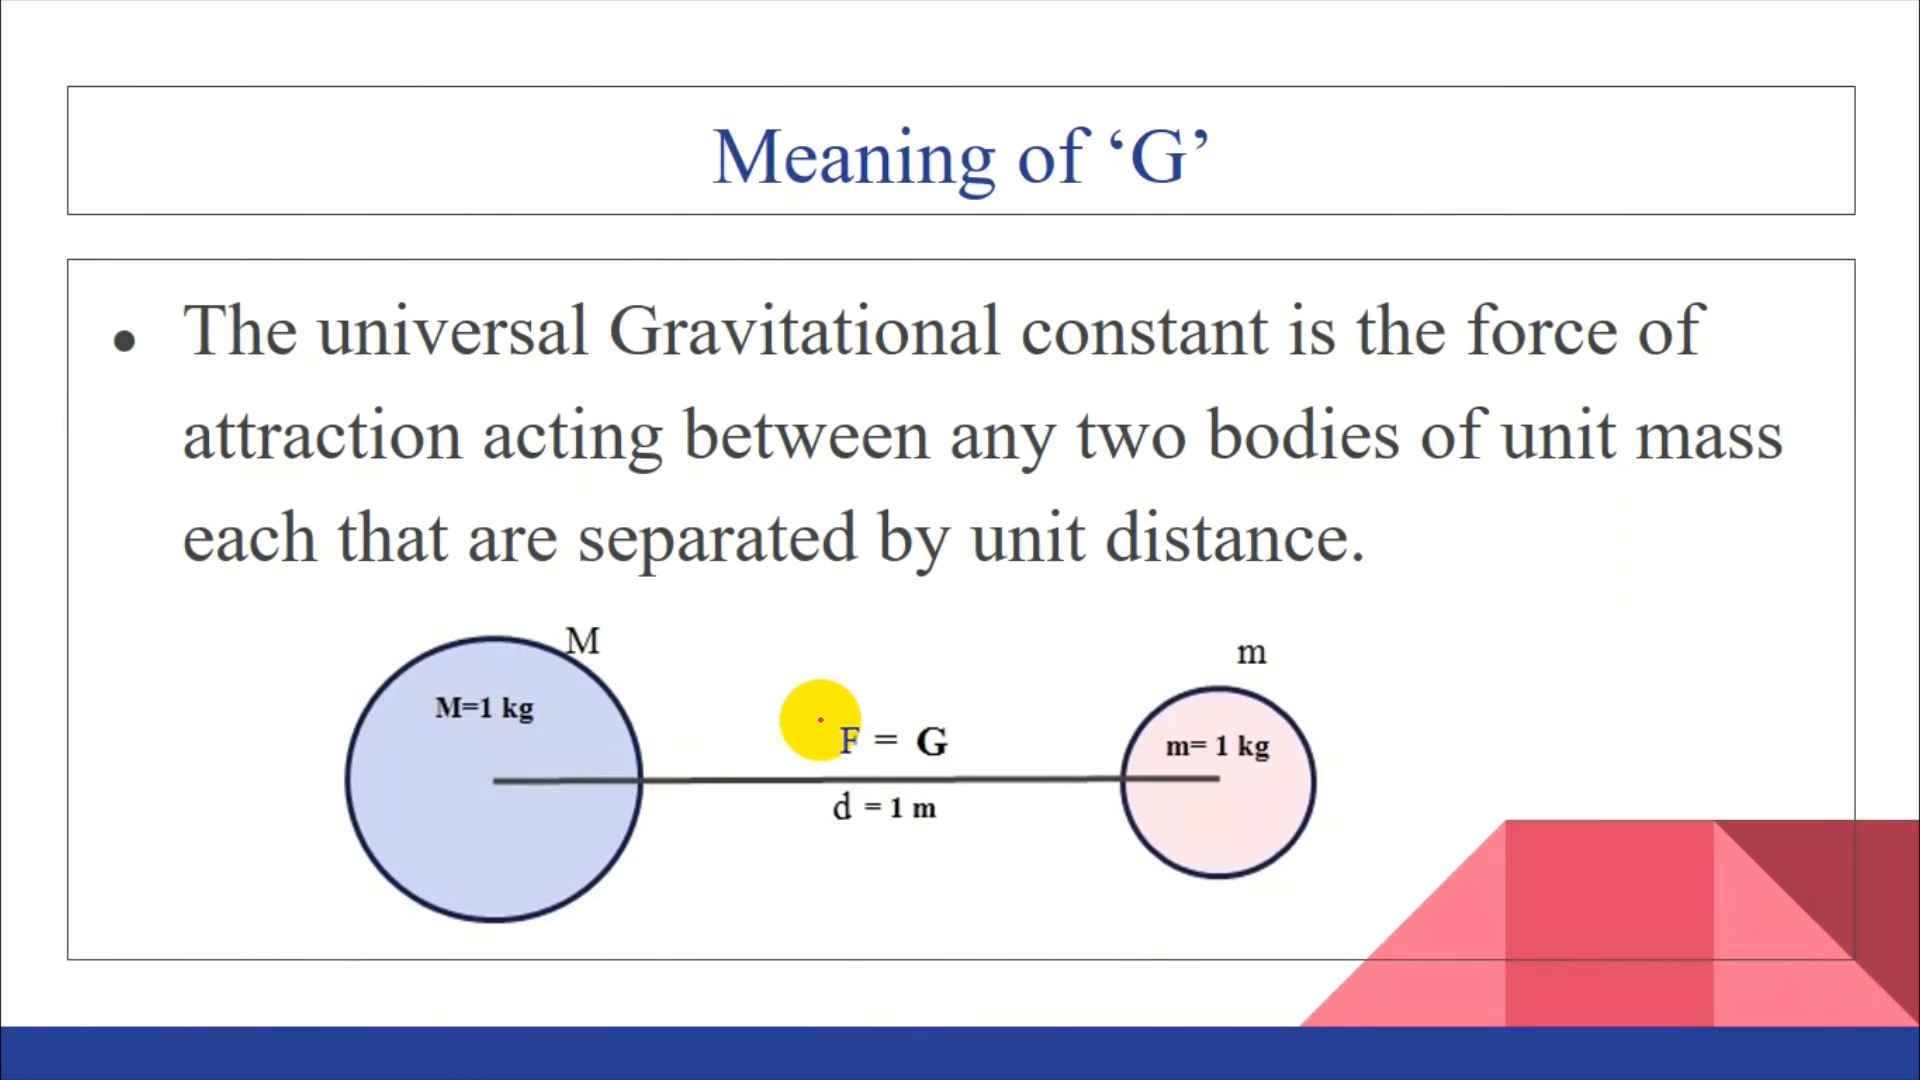 Meaning of ‘G’
• The universal Gravitational constant is the force of
attraction acting between any two bodies of unit mass
each that are separated by unit distance.
M
m
M=1 kg
F = G
m= 1 kg
d = 1 m